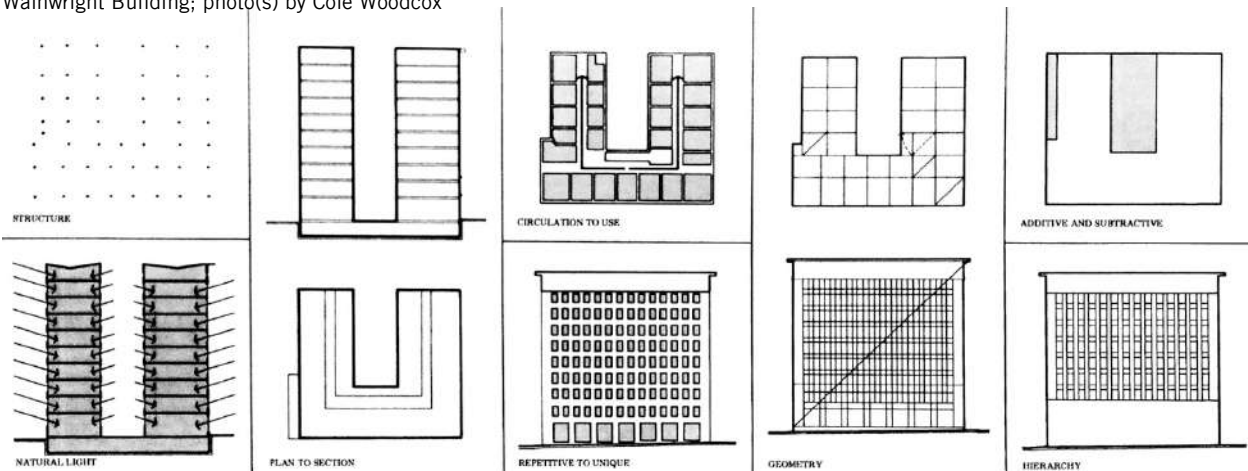 Wainwright Building; photo(s) by Cole Woodcox
STRUCTURE
CIRCULATION TO USE
ADDITIVE AND SUBTRACTIVE
NATURAL LIGHT
PLAN TO SECTION
REPETITIVE TO UNIQUE
GEOMETRY
HIERARCHY